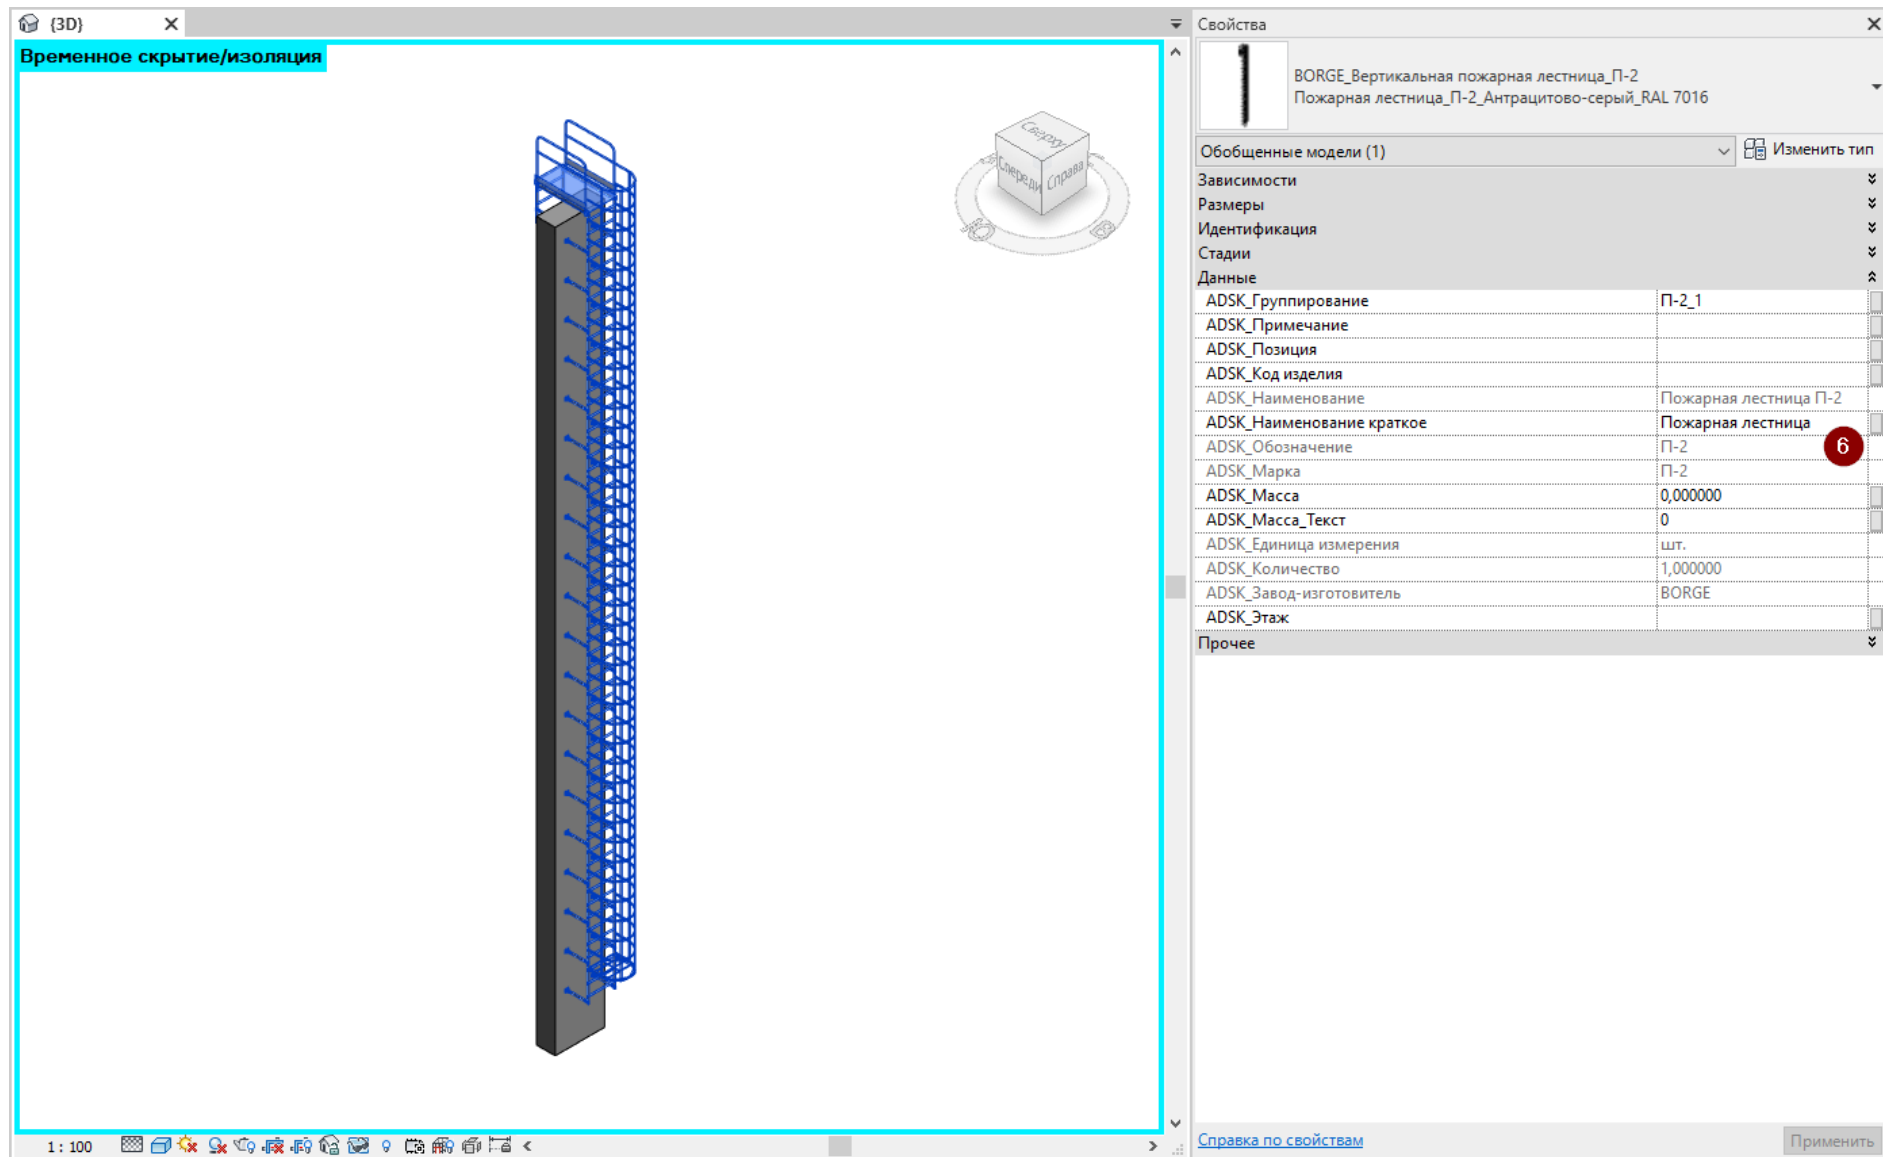 {3D}
Временное скрытие/изоляция
Сверху
Спереди
Справа
Ю
В
1 : 100
Свойства
BORGE_Вертикальная пожарная лестница_П-2
Пожарная лестница_П-2_Антрацитово-серый_RAL 7016
Обобщенные модели (1)
Изменить тип
Зависимости
Размеры
Идентификация
Стадии
Данные
ADSK_Группирование П-2_1
ADSK_Примечание
ADSK_Позиция
ADSK_Код изделия
ADSK_Наименование Пожарная лестница П-2
ADSK_Наименование краткое Пожарная лестница
ADSK_Обозначение П-2 6
ADSK_Марка П-2
ADSK_Масса 0,000000
ADSK_Масса_Текст 0
ADSK_Единица измерения шт.
ADSK_Количество 1,000000
ADSK_Завод-изготовитель BORGE
ADSK_Этаж
Прочее
Справка по свойствам
Применить